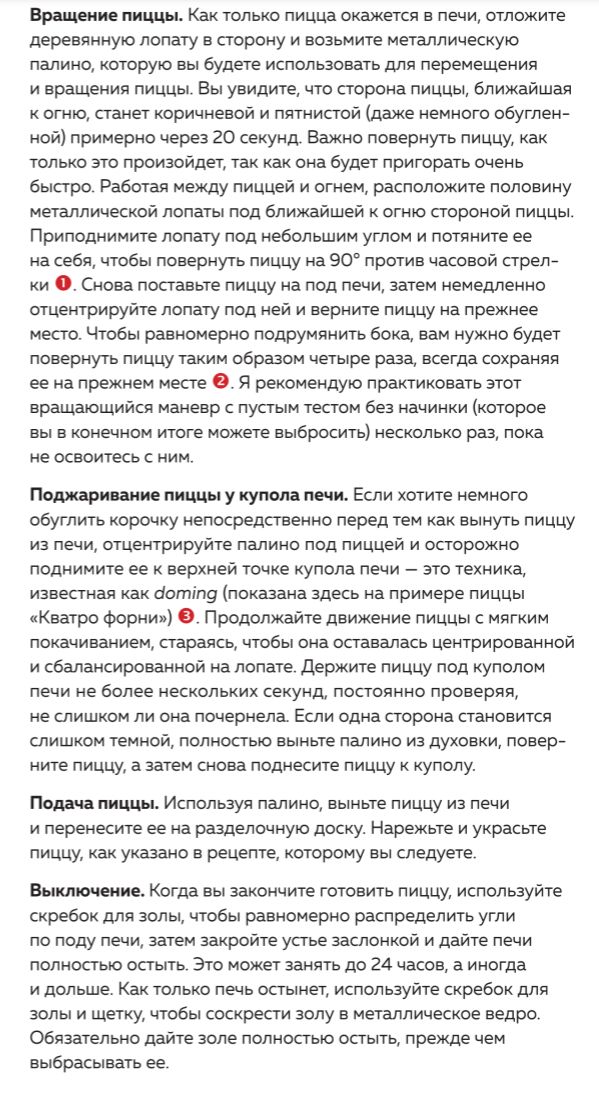 Вращение пиццы. Как только пицца окажется в печи, отложите
деревянную лопату в сторону и возьмите металлическую
палино, которую вы будете использовать для перемещения
и вращения пиццы. Вы увидите, что сторона пиццы, ближайшая
к огню, станет коричневой и пятнистой (даже немного обуглен-
ной) примерно через 20 секунд. Важно повернуть пиццу, как
только это произойдет, так как она будет пригорать очень
быстро. Работая между пиццей и огнем, расположите половину
металлической лопаты под ближайшей к огню стороной пиццы.
Приподнимите лопату под небольшим углом и потяните ее
на себя, чтобы повернуть пиццу на 90° против часовой стрел-
ки 1. Снова поставьте пиццу на под печи, затем немедленно
отцентрируйте лопату под ней и верните пиццу на прежнее
место. Чтобы равномерно подрумянить бока, вам нужно будет
повернуть пиццу таким образом четыре раза, всегда сохраняя
ее на прежнем месте 2. Я рекомендую практиковать этот
вращающийся маневр с пустым тестом без начинки (которое
вы в конечном итоге можете выбросить) несколько раз, пока
не освоитесь с ним.
Поджаривание пиццы у купола печи. Если хотите немного
обуглить корочку непосредственно перед тем как вынуть пиццу
из печи, отцентрируйте палино под пиццей и осторожно
поднимите ее к верхней точке купола печи — это техника,
известная как doming (показана здесь на примере пиццы
«Кватро форни») 3. Продолжайте движение пиццы с мягким
покачиванием, стараясь, чтобы она оставалась центрированной
и сбалансированной на лопате. Держите пиццу под куполом
печи не более нескольких секунд, постоянно проверяя,
не слишком ли она почернела. Если одна сторона становится
слишком темной, полностью выньте палино из духовки, повер-
ните пиццу, а затем снова поднесите пиццу к куполу.
Подача пиццы. Используя палино, выньте пиццу из печи
и перенесите ее на разделочную доску. Нарежьте и украсьте
пиццу, как указано в рецепте, которому вы следуете.
Выключение. Когда вы закончите готовить пиццу, используйте
скребок для золы, чтобы равномерно распределить угли
по поду печи, затем закройте устье заслонкой и дайте печи
полностью остыть. Это может занять до 24 часов, а иногда
и дольше. Как только печь остынет, используйте скребок для
золы и щетку, чтобы соскрести золу в металлическое ведро.
Обязательно дайте золе полностью остыть, прежде чем
выбрасывать ее.